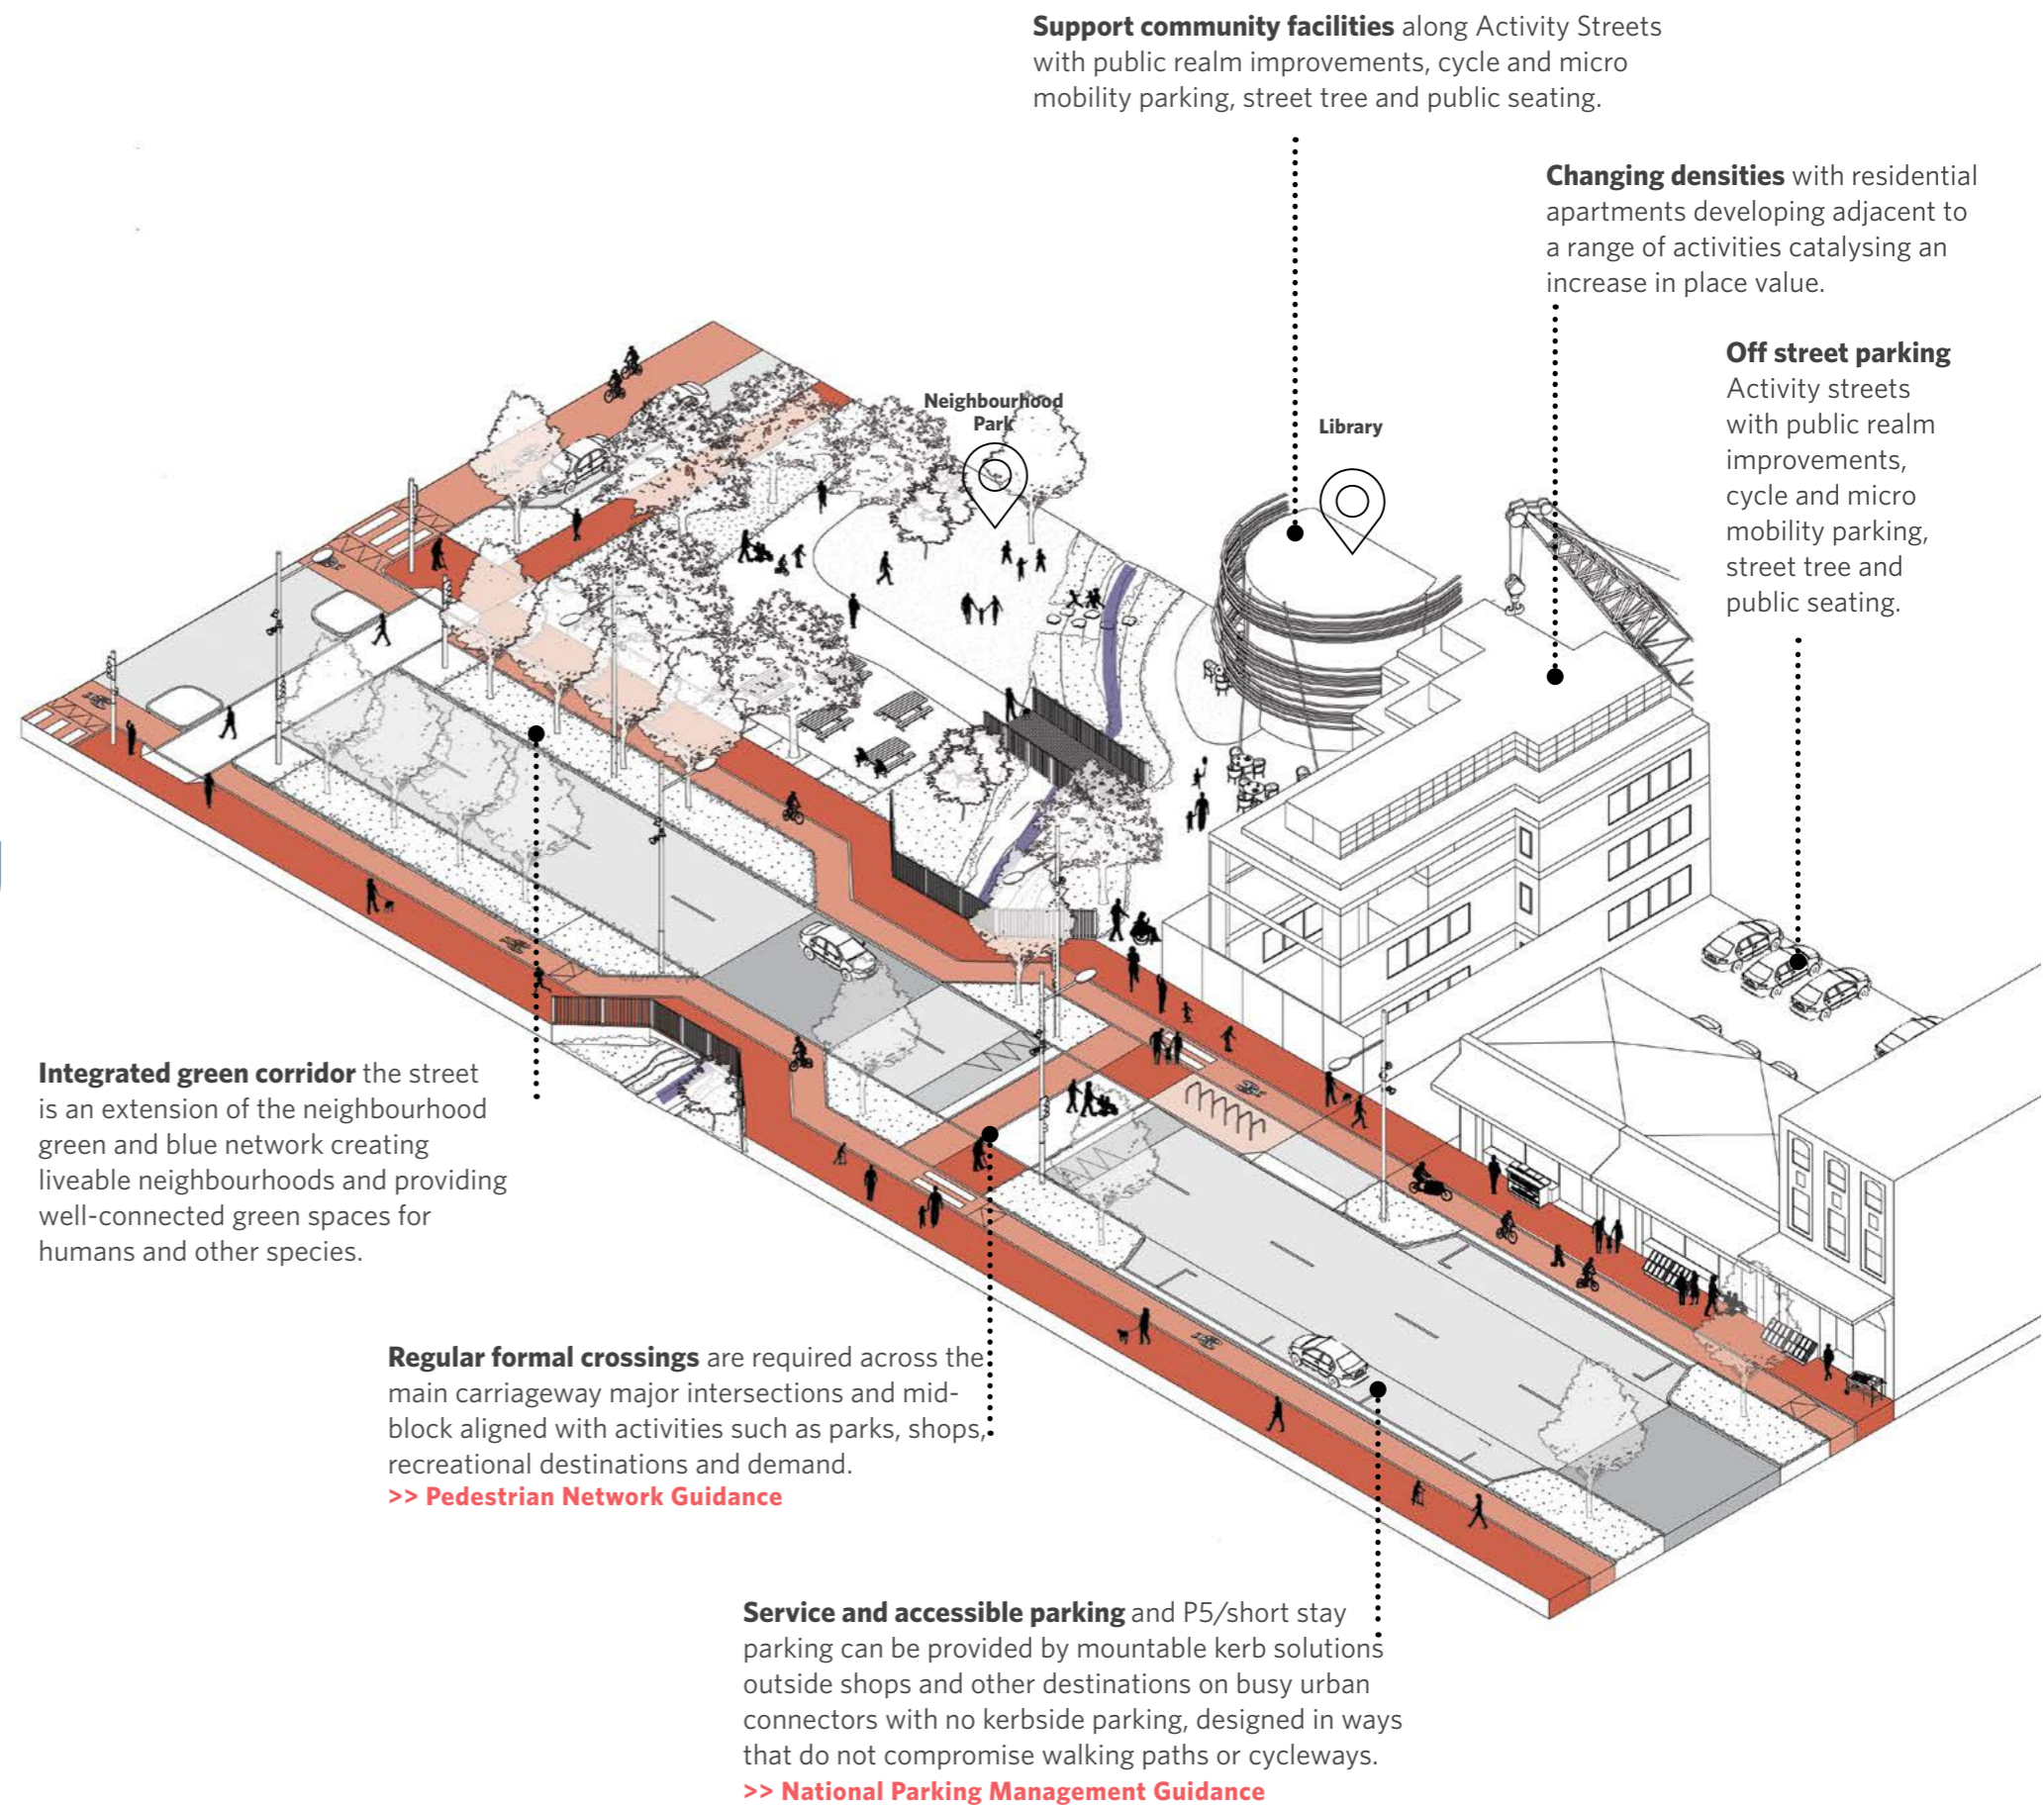 Support community facilities along Activity Streets
with public realm improvements, cycle and micro
mobility parking, street tree and public seating.
Changing densities with residential
apartments developing adjacent to
a range of activities catalysing an
increase in place value.
Off street parking
Activity streets
with public realm
improvements,
cycle and micro
mobility parking,
street tree and
public seating.
Neighbourhood
Park
Library
Integrated green corridor the street
is an extension of the neighbourhood
green and blue network creating
liveable neighbourhoods and providing
well-connected green spaces for
humans and other species.
Regular formal crossings are required across the
main carriageway major intersections and mid-
block aligned with activities such as parks, shops,
recreational destinations and demand.
>> Pedestrian Network Guidance
Service and accessible parking and P5/short stay
parking can be provided by mountable kerb solutions
outside shops and other destinations on busy urban
connectors with no kerbside parking, designed in ways
that do not compromise walking paths or cycleways.
>> National Parking Management Guidance